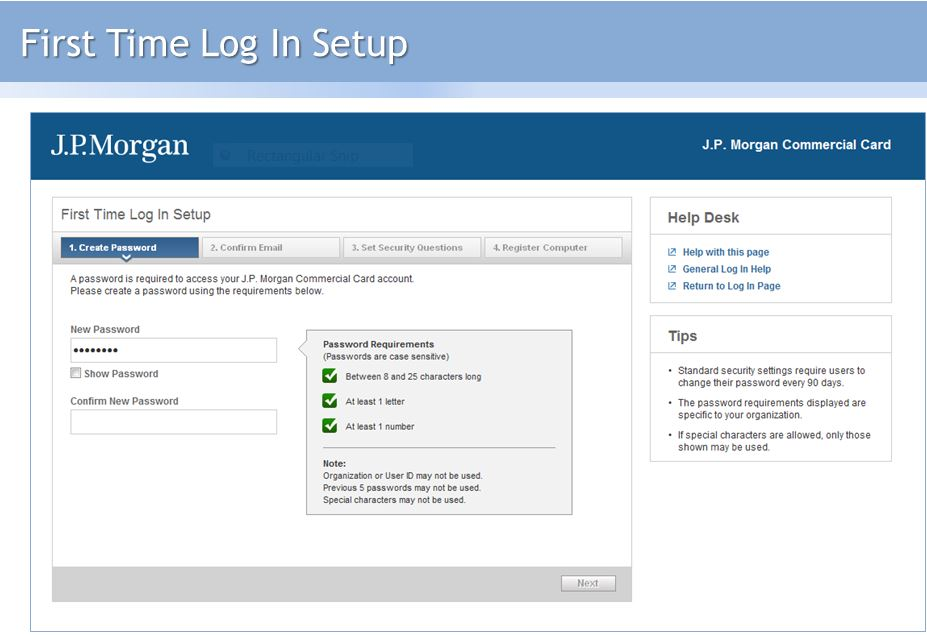 First Time Log In Setup
J.P.Morgan
Rectangular Snip
J.P. Morgan Commercial Card
First Time Log In Setup
1. Create Password
2. Confirm Email
3. Set Security Questions
4. Register Computer
A password is required to access your J.P. Morgan Commercial Card account.
Please create a password using the requirements below.
New Password
••••••••
Show Password
Confirm New Password
Password Requirements
(Passwords are case sensitive)
Between 8 and 25 characters long
At least 1 letter
At least 1 number
Note:
Organization or User ID may not be used.
Previous 5 passwords may not be used.
Special characters may not be used.
Next
Help Desk
Help with this page
General Log In Help
Return to Log In Page
Tips
• Standard security settings require users to
change their password every 90 days.
• The password requirements displayed are
specific to your organization.
• If special characters are allowed, only those
shown may be used.